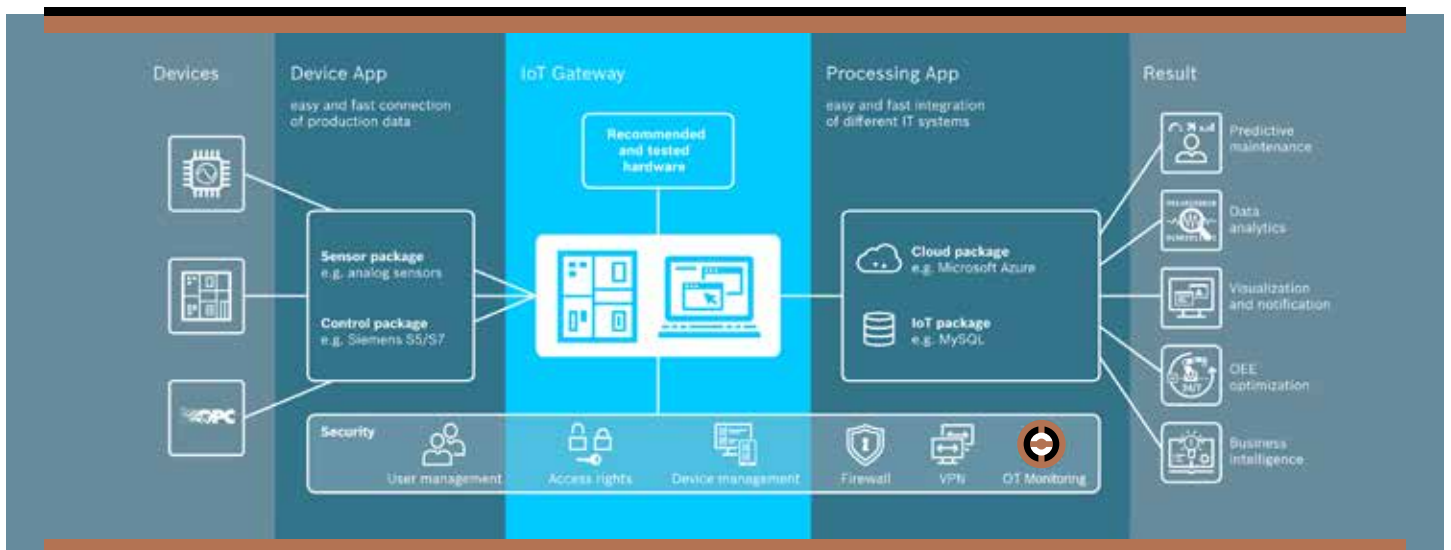 Devices
Device App
easy and fast connection
of production data
IoT Gateway
Recommended
and tested
hardware
Processing App
easy and fast integration
of different IT systems
Result
Predictive
maintenance
Data
analytics
Visualization
and notification
OEE
optimization
Business
intelligence
OPC
Sensor package
e.g. analog sensors
Control package
e.g. Siemens S5/S7
Cloud package
e.g. Microsoft Azure
IoT package
e.g. MySQL
24/7
Security
User management
Access rights
Device management
Firewall
VPN
OT Monitoring